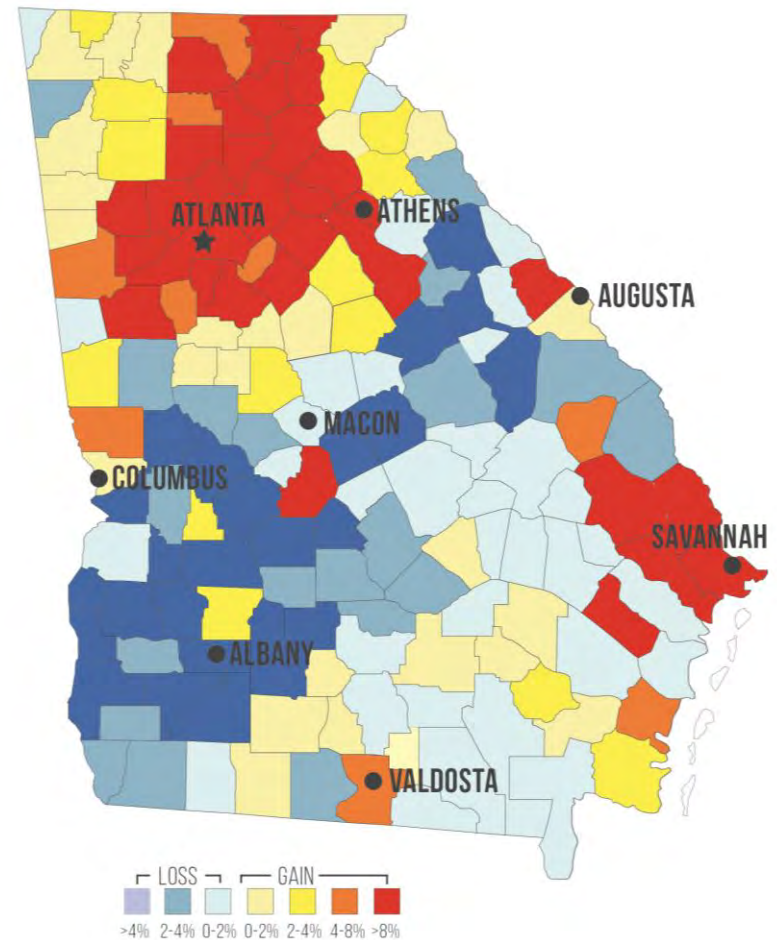 ATLANTA
ATHENS
AUGUSTA
MACON
COLUMBUS
SAVANNAH
ALBANY
VALDOSTA
LOSS GAIN
>4% 2-4% 0-2% 0-2% 2-4% 4-8% >8%